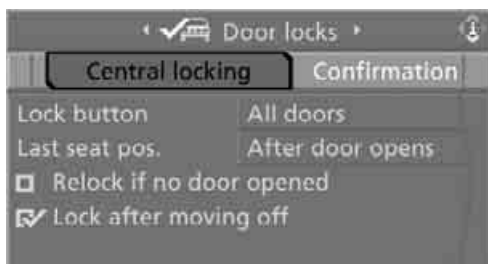 Door locks
Central locking Confirmation
Lock button All doors
Last seat pos. After door opens
Relock if no door opened
Lock after moving off